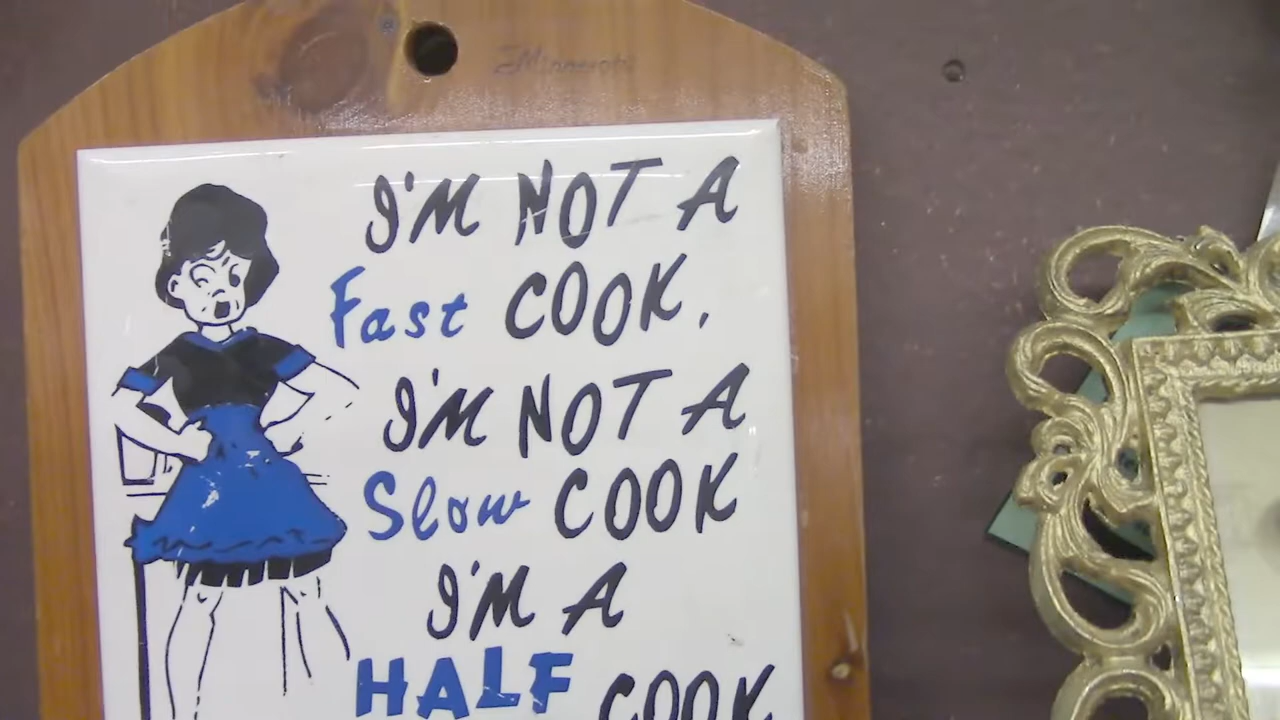 I'M NOT A
Fast COOK,
I'M NOT A
Slow COOK
I'M A
HALF COOK